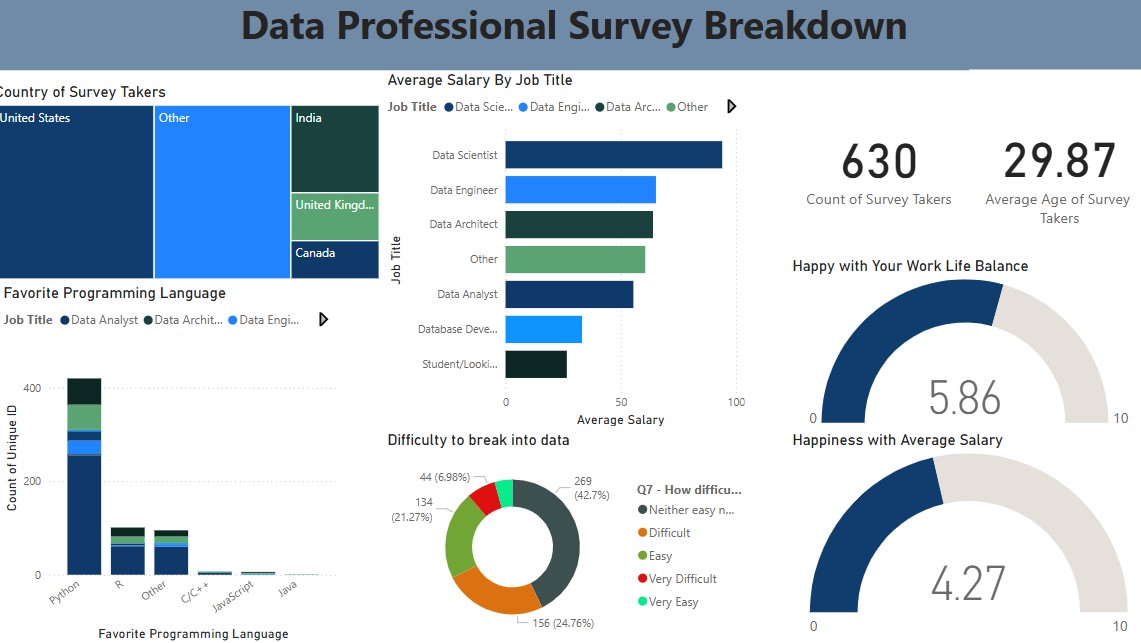 Data Professional Survey Breakdown
Country of Survey Takers
United States
Other
India
United Kingd...
Canada
Average Salary By Job Title
Job Title Data Scie... Data Engi... Data Arc... Other
Job Title
Data Scientist
Data Engineer
Data Architect
Other
Data Analyst
Database Deve...
Student/Looki...
0 50 100
Average Salary
630
Count of Survey Takers
29.87
Average Age of Survey
Takers
Favorite Programming Language
Job Title Data Analyst Data Archit... Data Engi...
Count of Unique ID
400
200
0
Python R Other C/C++ JavaScript Java
Favorite Programming Language
Difficulty to break into data
44 (6.98%)
134
(21.27%)
269
(42.7%)
156 (24.76%)
Q7 - How difficu...
Neither easy n...
Difficult
Easy
Very Difficult
Very Easy
Happy with Your Work Life Balance
5.86
0 10
Happiness with Average Salary
4.27
0 10